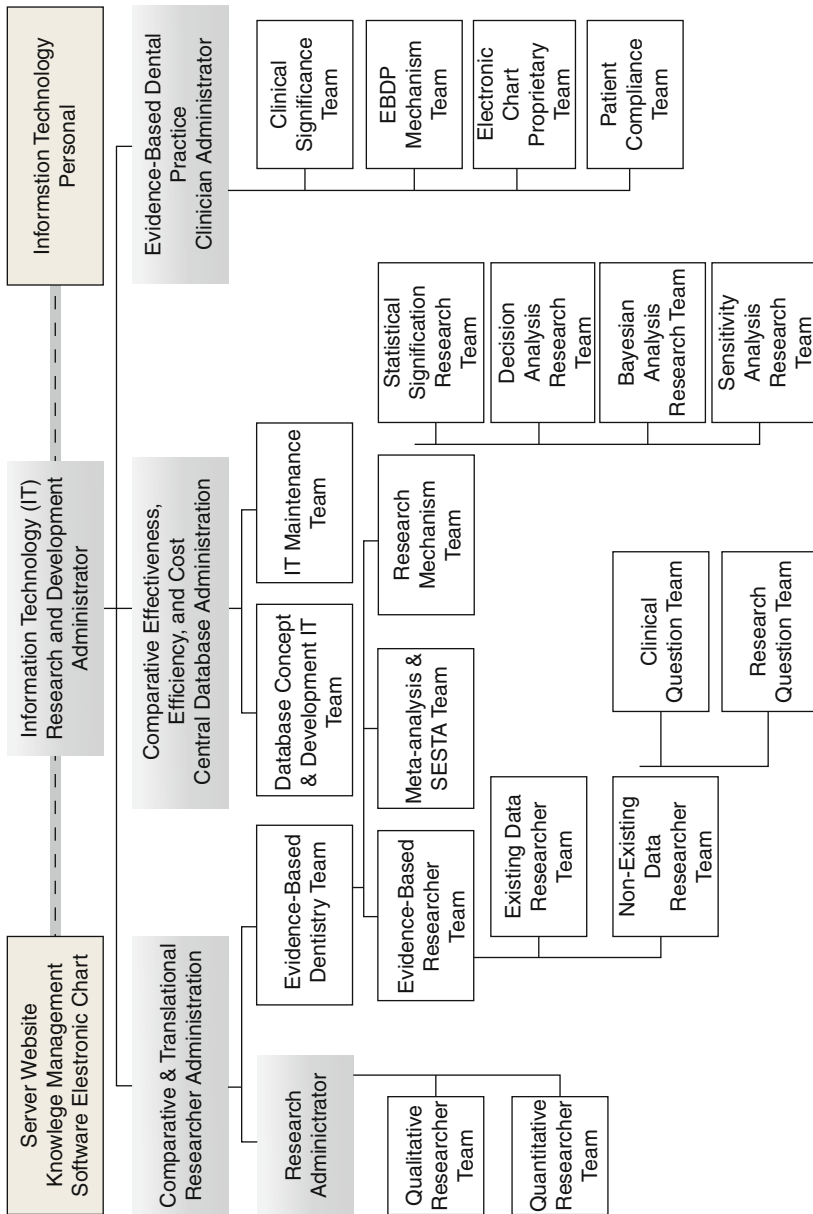 Server Website
Knowlege Management
Software Elestronic Chart
Information Technology (IT)
Research and Development
Administrator
Informstion Technology
Personal
Comparative & Translational
Researcher Administration
Comparative Effectiveness,
Efficiency, and Cost
Central Database Administration
Evidence-Based Dental
Practice
Clinician Administrator
Research
Adminictrator
Evidence-Based
Dentistry Team
Database Concept
& Development IT
Team
IT Maintenance
Team
Clinical
Significance
Team
EBDP
Mechanism
Team
Electronic
Chart
Proprietary
Team
Patient
Compliance
Team
Qualitative
Researcher
Team
Quantitative
Researcher
Team
Evidence-Based
Researcher
Team
Meta-analysis &
SESTA Team
Research
Mechanism
Team
Existing Data
Researcher
Team
Non-Existing
Data
Researcher
Team
Clinical
Question Team
Research
Question Team
Statistical
Signification
Research
Team
Decision
Analysis
Research
Team
Bayesian
Analysis
Research Team
Sensitivity
Analysis
Research
Team